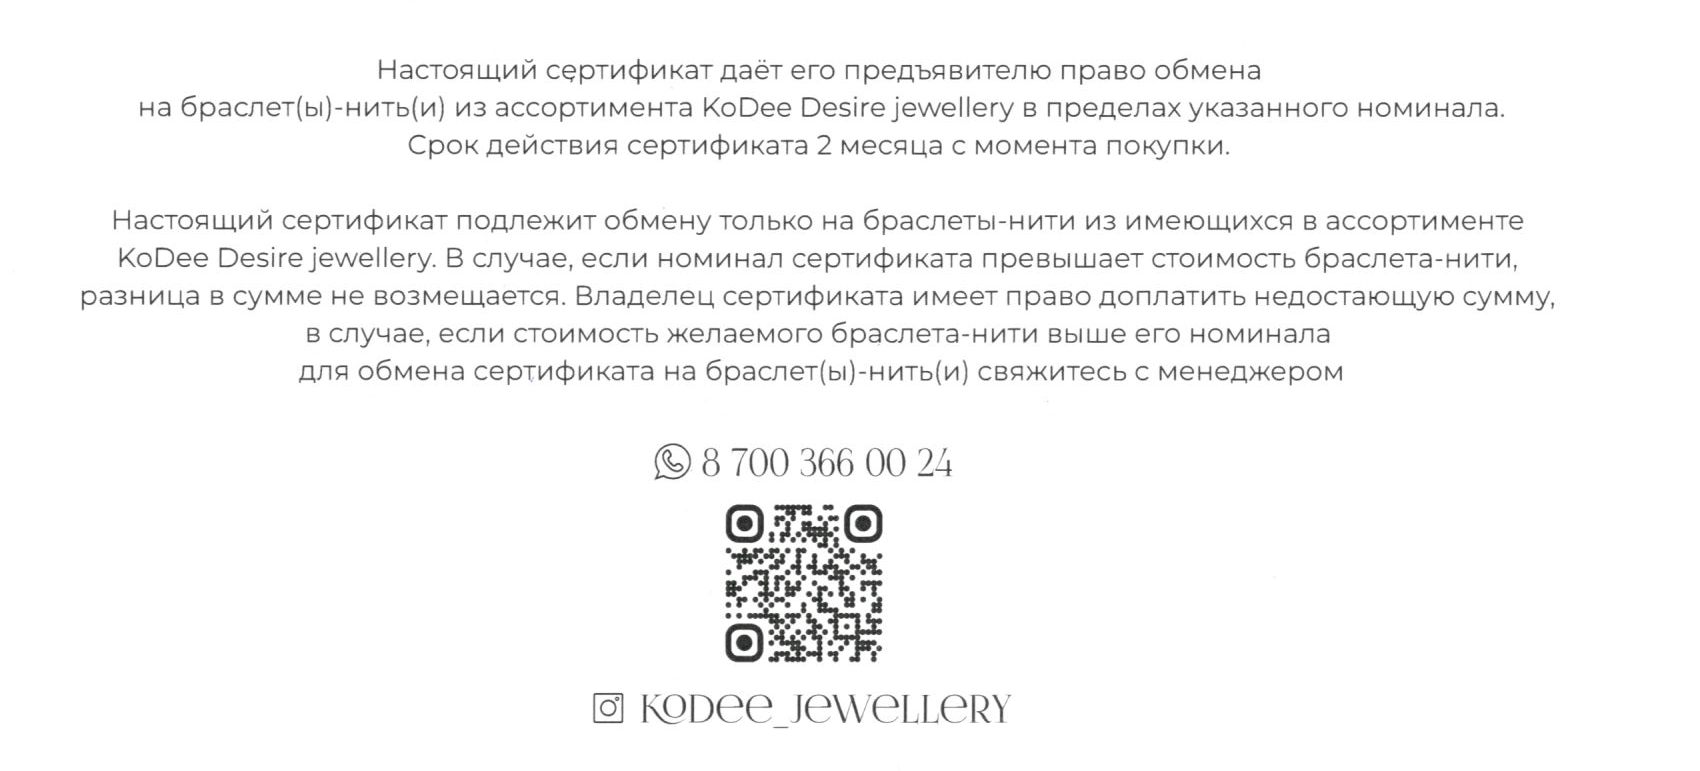 Настоящий сертификат даёт его предъявителю право обмена
на браслет(ы)-нить(и) из ассортимента KoDee Desire jewellery в пределах указанного номинала.
Срок действия сертификата 2 месяца с момента покупки.
Настоящий сертификат подлежит обмену только на браслеты-нити из имеющихся в ассортименте
KoDee Desire jewellery. В случае, если номинал сертификата превышает стоимость браслета-нити,
разница в сумме не возмещается. Владелец сертификата имеет право доплатить недостающую сумму,
в случае, если стоимость желаемого браслета-нити выше его номинала
для обмена сертификата на браслет(ы)-нить(и) свяжитесь с менеджером
8 700 366 00 24
KODee_JeWeLLeRY